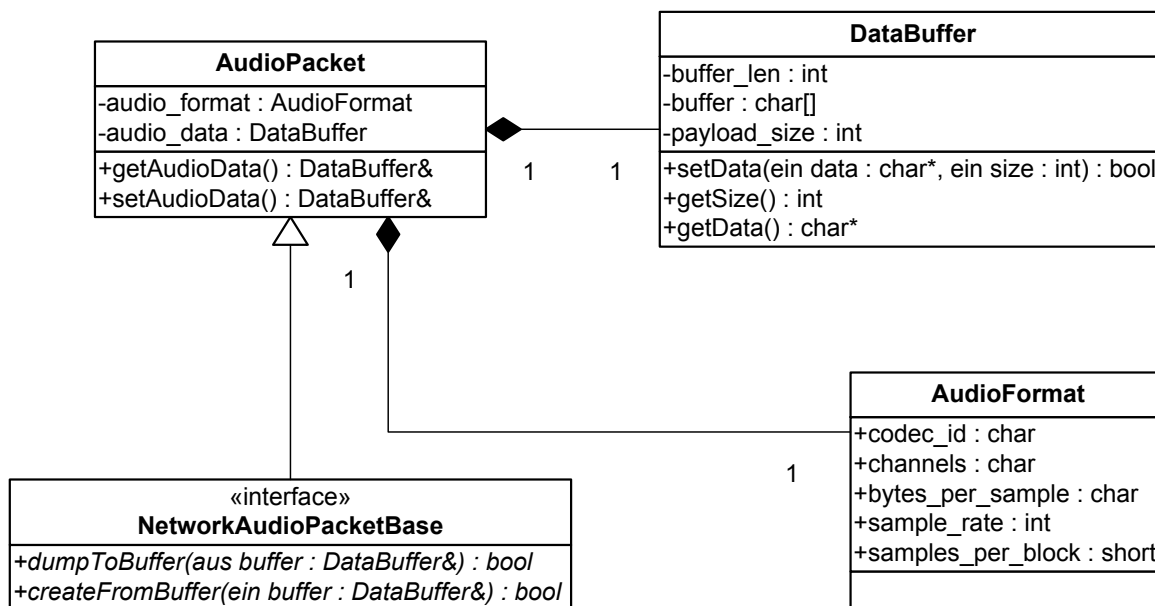 AudioPacket
-audio_format : AudioFormat
-audio_data : DataBuffer
+getAudioData() : DataBuffer&
+setAudioData() : DataBuffer&
DataBuffer
-buffer_len : int
-buffer : char[]
-payload_size : int
+setData(ein data : char*, ein size : int) : bool
+getSize() : int
+getData() : char*
1
1
1
1
AudioFormat
+codec_id : char
+channels : char
+bytes_per_sample : char
+sample_rate : int
+samples_per_block : short
«interface»
NetworkAudioPacketBase
+dumpToBuffer(aus buffer : DataBuffer&) : bool
+createFromBuffer(ein buffer : DataBuffer&) : bool